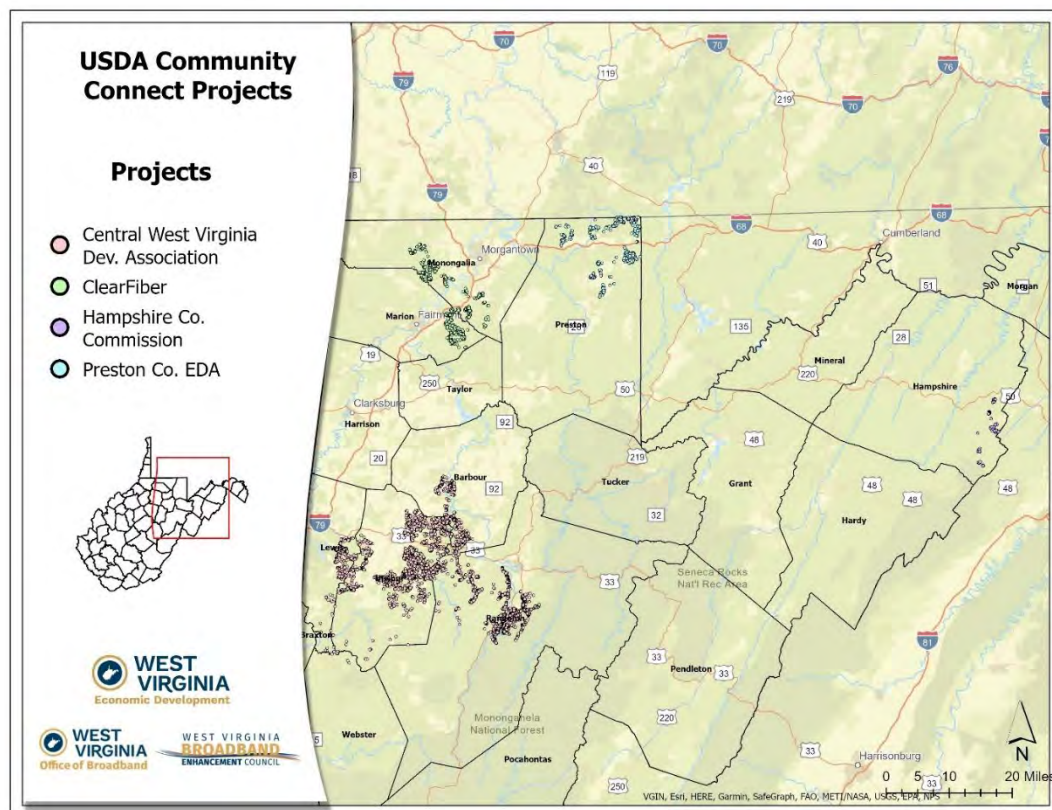 USDA Community
Connect Projects
Projects
Central West Virginia
Dev. Association
ClearFiber
Hampshire Co.
Commission
Preston Co. EDA
WEST
VIRGINIA
Economic Development
WEST
VIRGINIA
Office of Broadband
WEST VIRGINIA
BROADBAND
ENHANCEMENT COUNCIL
70
70
76
79
119
219
70
40
79
68
68
Cumberland
Morgantown
40
Monongalia
51
Morgan
Marion
Fairmont
Preston
135
28
19
Mineral
220
Hampshire
250
Taylor
50
50
Clarksburg
Harrison
92
48
48
219
20
Barbour
92
Tucker
Grant
48
48
32
Hardy
79
33
33
Seneca Rocks
Nat'l Rec Area
33
Randolph
81
Braxton
33
Pendleton
33
220
Webster
Monongahela
National Forest
33
Harrisonburg
Pocahontas
250
33
N
0 5 10 20 Miles
VGIN, Esri, HERE, Garmin, SafeGraph, FAO, METI/NASA, USGS, EPA, NPS